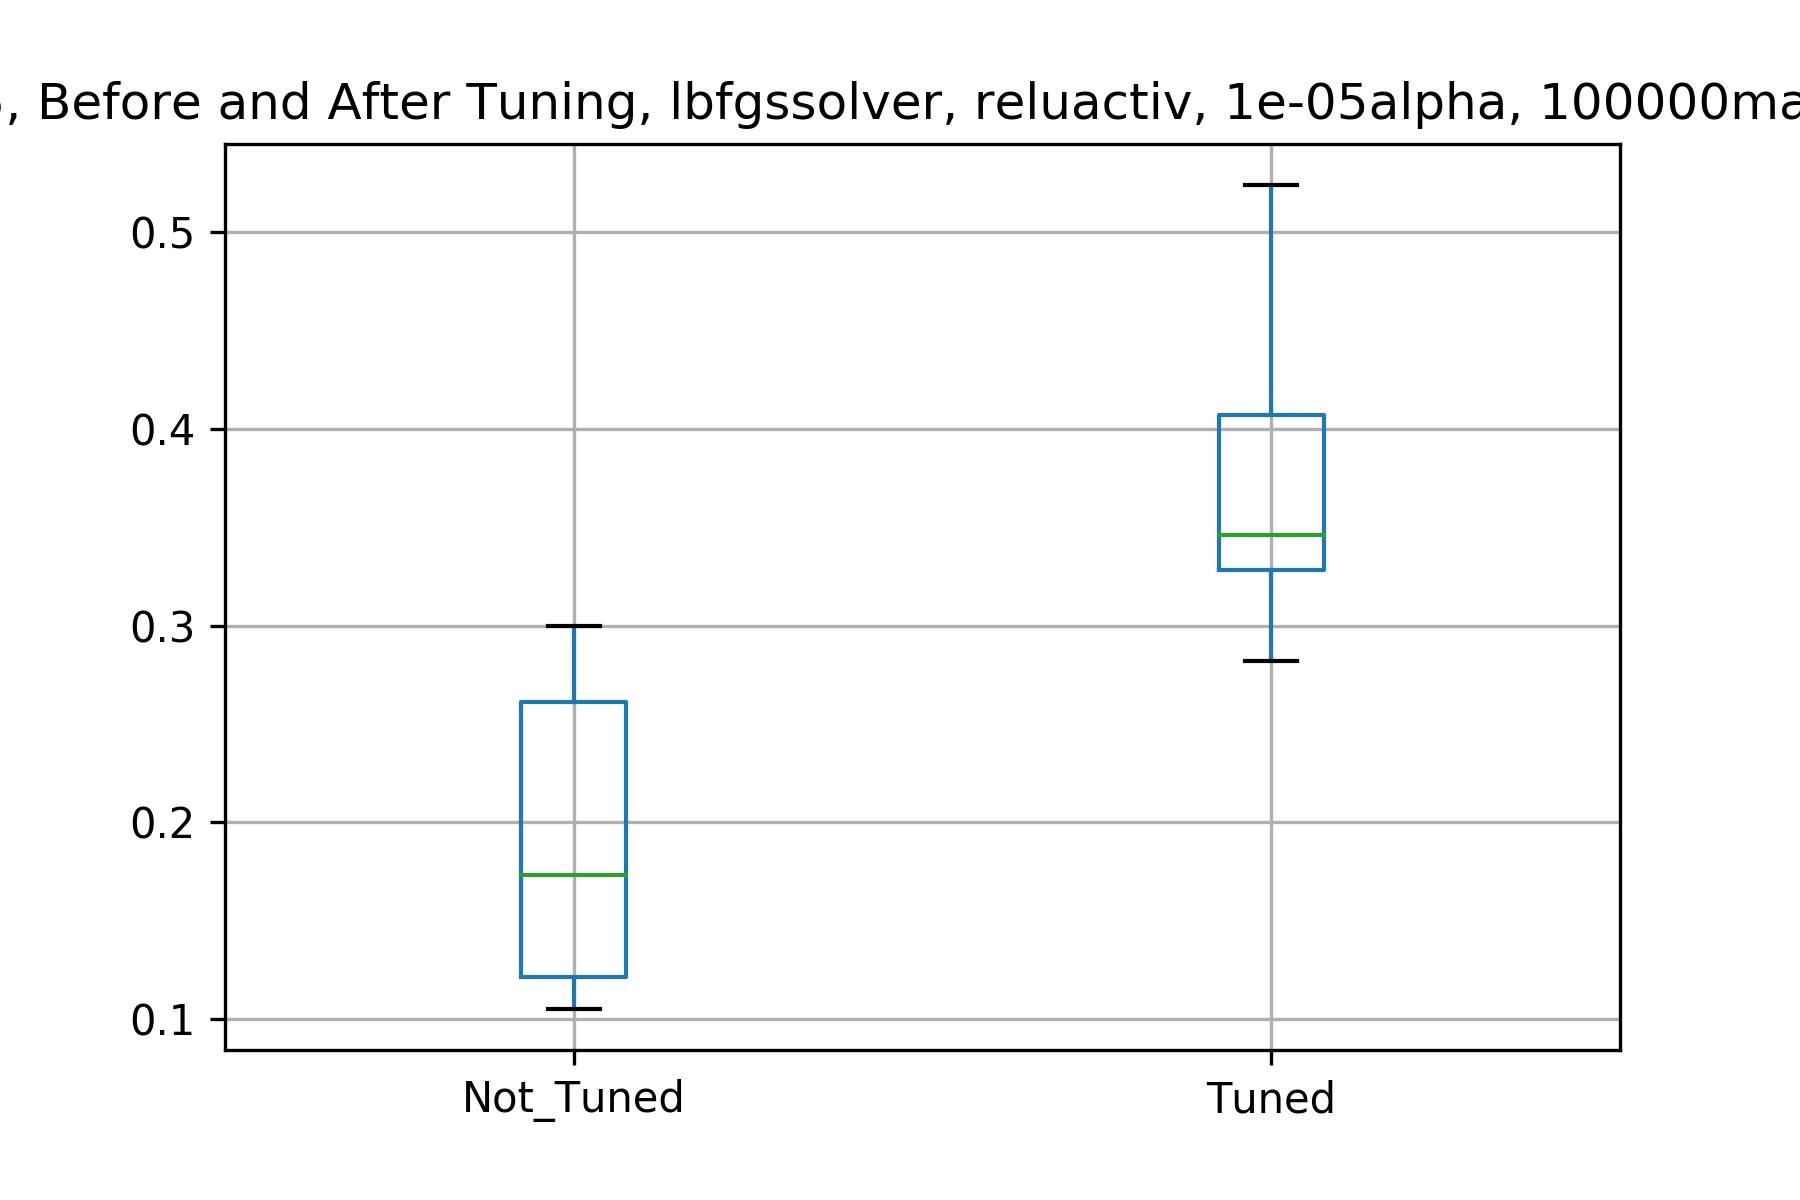 , Before and After Tuning, lbfgssolver, reluactiv, 1e-05alpha, 100000ma
0.5
0.4
0.3
0.2
0.1
Not_Tuned
Tuned